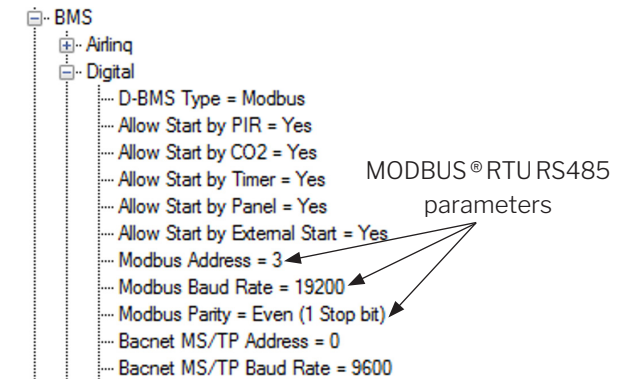 BMS
Airlinq
Digital
D-BMS Type = Modbus
Allow Start by PIR = Yes
Allow Start by CO2 = Yes
Allow Start by Timer = Yes
Allow Start by Panel = Yes
Allow Start by External Start = Yes
Modbus Address = 3
Modbus Baud Rate = 19200
Modbus Parity = Even (1 Stop bit)
Bacnet MS/TP Address = 0
Bacnet MS/TP Baud Rate = 9600
MODBUS® RTU RS485
parameters